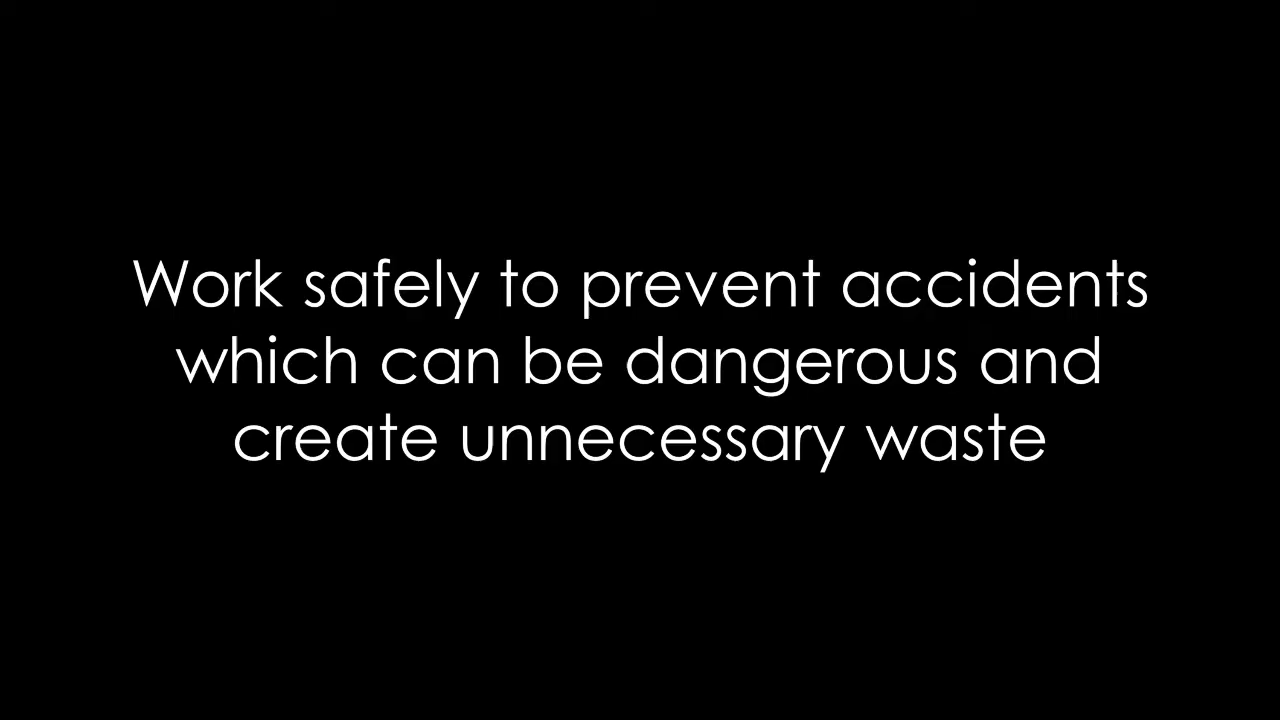 Work safely to prevent accidents
which can be dangerous and
create unnecessary waste